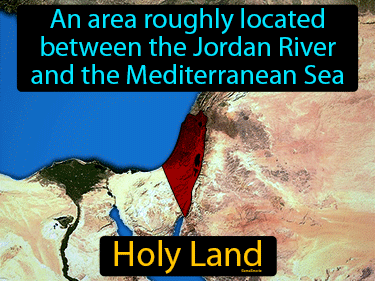 An area roughly located
between the Jordan River
and the Mediterranean Sea
Holy Land